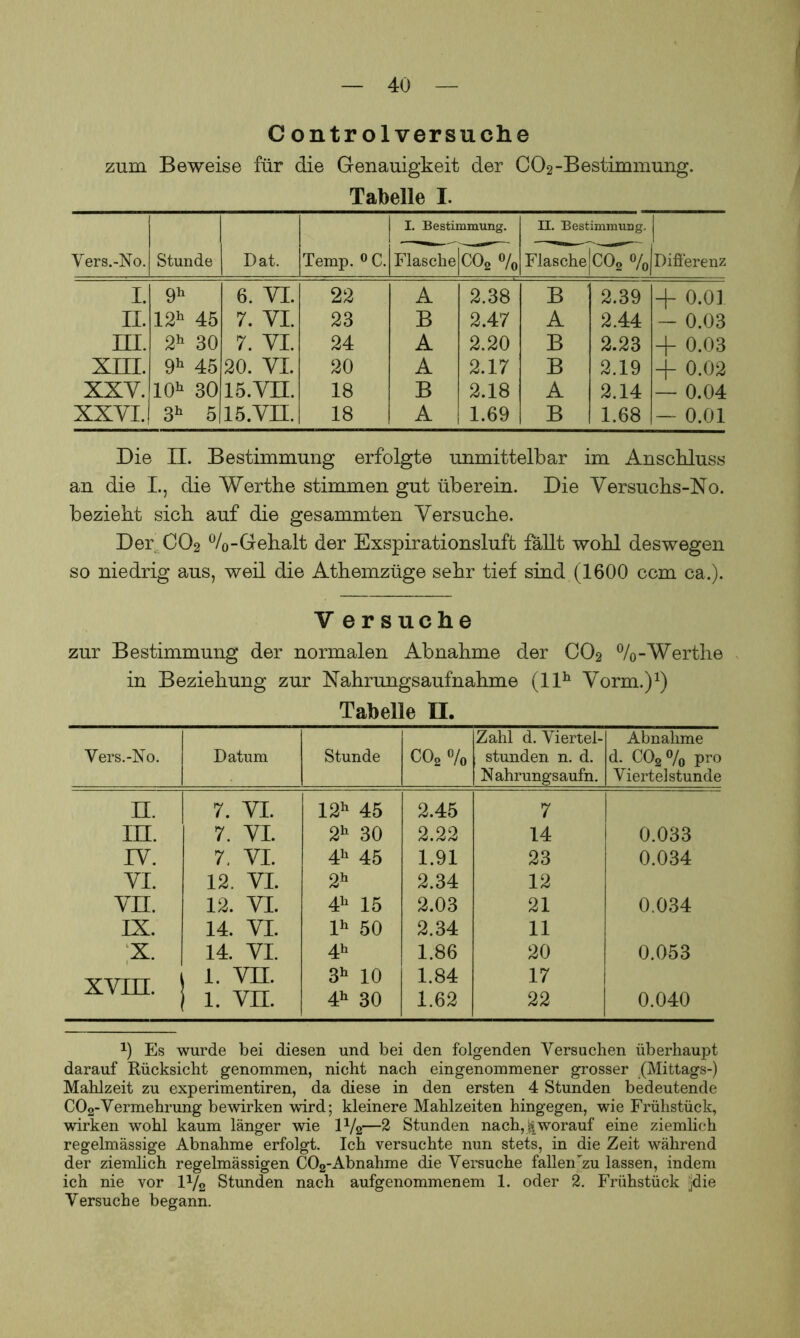 — 40 —
Controlversuche
zum Beweise für die Genauigkeit der CO₂-Bestimmung.
Tabelle I.
I. Bestimmung. II. Bestimmung.
Vers.-No. Stunde Dat. Temp. ⁰ C. Flasche CO₂ % Flasche CO₂ % Differenz
I. 9ʰ 6. VI. 22 A 2.38 B 2.39 + 0.01
II. 12ʰ 45 7. VI. 23 B 2.47 A 2.44 — 0.03
III. 2ʰ 30 7. VI. 24 A 2.20 B 2.23 + 0.03
XIII. 9ʰ 45 20. VI. 20 A 2.17 B 2.19 + 0.02
XXV. 10ʰ 30 15.VII. 18 B 2.18 A 2.14 — 0.04
XXVI. 3ʰ 5 15.VII. 18 A 1.69 B 1.68 — 0.01
Die II. Bestimmung erfolgte unmittelbar im Anschluss
an die I., die Werthe stimmen gut überein. Die Versuchs-No.
bezieht sich auf die gesammten Versuche.
Der CO₂ %-Gehalt der Exspirationsluft fällt wohl deswegen
so niedrig aus, weil die Athemzüge sehr tief sind (1600 ccm ca.).
Versuche
zur Bestimmung der normalen Abnahme der CO₂ %-Werthe
in Beziehung zur Nahrungsaufnahme (11ʰ Vorm.)¹)
Tabelle II.
Zahl d. Viertel- Abnahme
Vers.-No. Datum Stunde CO₂ % stunden n. d. d. CO₂ % pro
Nahrungsaufn. Viertelstunde
II. 7. VI. 12ʰ 45 2.45 7
III. 7. VI. 2ʰ 30 2.22 14 0.033
IV. 7. VI. 4ʰ 45 1.91 23 0.034
VI. 12. VI. 2ʰ 2.34 12
VII. 12. VI. 4ʰ 15 2.03 21 0.034
IX. 14. VI. 1ʰ 50 2.34 11
X. 14. VI. 4ʰ 1.86 20 0.053
XVIII. 1. VII. 3ʰ 10 1.84 17
1. VII. 4ʰ 30 1.62 22 0.040
¹) Es wurde bei diesen und bei den folgenden Versuchen überhaupt
darauf Rücksicht genommen, nicht nach eingenommener grosser (Mittags-)
Mahlzeit zu experimentiren, da diese in den ersten 4 Stunden bedeutende
CO₂-Vermehrung bewirken wird; kleinere Mahlzeiten hingegen, wie Frühstück,
wirken wohl kaum länger wie 1½—2 Stunden nach, worauf eine ziemlich
regelmässige Abnahme erfolgt. Ich versuchte nun stets, in die Zeit während
der ziemlich regelmässigen CO₂-Abnahme die Versuche fallen zu lassen, indem
ich nie vor 1½ Stunden nach aufgenommenem 1. oder 2. Frühstück die
Versuche begann.